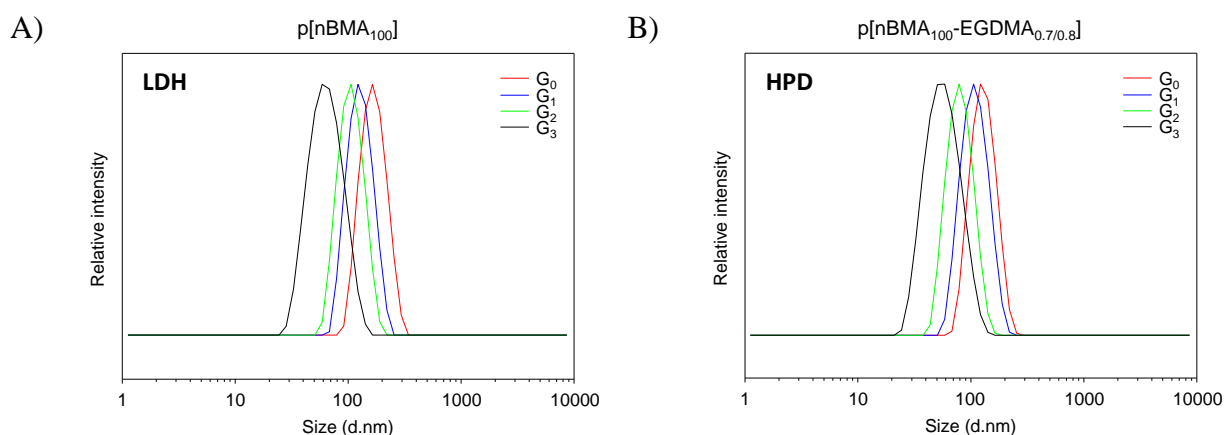 A)
p[nBMA₁₀₀]
LDH
G₀
G₁
G₂
G₃
Relative intensity
1 10 100 1000 10000
Size (d.nm)
B)
p[nBMA₁₀₀-EGDMA₀.₇/₀.₈]
HPD
G₀
G₁
G₂
G₃
Relative intensity
1 10 100 1000 10000
Size (d.nm)